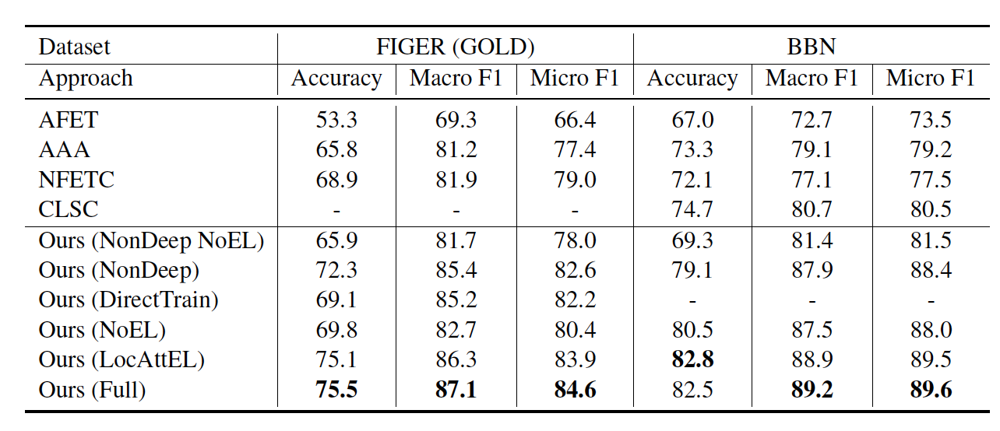 Dataset FIGER (GOLD) BBN
Approach Accuracy Macro F1 Micro F1 Accuracy Macro F1 Micro F1
AFET 53.3 69.3 66.4 67.0 72.7 73.5
AAA 65.8 81.2 77.4 73.3 79.1 79.2
NFETC 68.9 81.9 79.0 72.1 77.1 77.5
CLSC - - - 74.7 80.7 80.5
Ours (NonDeep NoEL) 65.9 81.7 78.0 69.3 81.4 81.5
Ours (NonDeep) 72.3 85.4 82.6 79.1 87.9 88.4
Ours (DirectTrain) 69.1 85.2 82.2 - - -
Ours (NoEL) 69.8 82.7 80.4 80.5 87.5 88.0
Ours (LocAttEL) 75.1 86.3 83.9 82.8 88.9 89.5
Ours (Full) 75.5 87.1 84.6 82.5 89.2 89.6